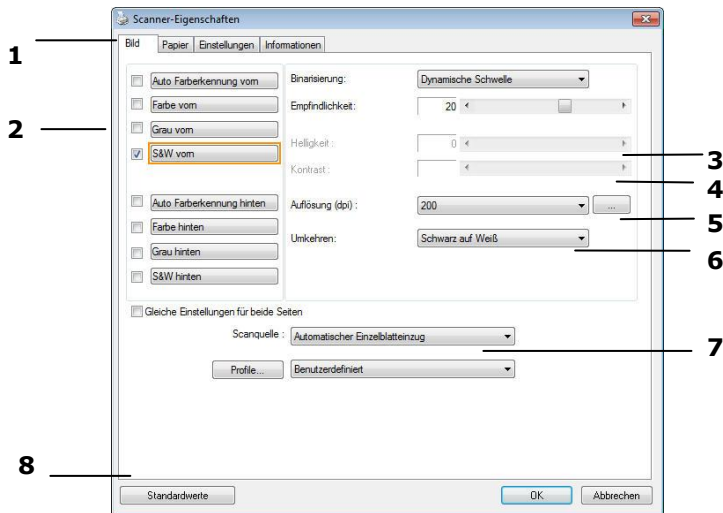 Scanner-Eigenschaften
Bild Papier Einstellungen Informationen
1
Auto Farberkennung vorn
Binarisierung: Dynamische Schwelle
Farbe vorn
Empfindlichkeit: 20
2
Grau vorn
S&W vorn
Helligkeit : 0
3
Kontrast :
4
Auto Farberkennung hinten
Auflösung (dpi) : 200 ...
5
Farbe hinten
Umkehren: Schwarz auf Weiß
6
Grau hinten
S&W hinten
Gleiche Einstellungen für beide Seiten
Scanquelle : Automatischer Einzelblatteinzug
7
Profile... Benutzerdefiniert
8
Standardwerte OK Abbrechen